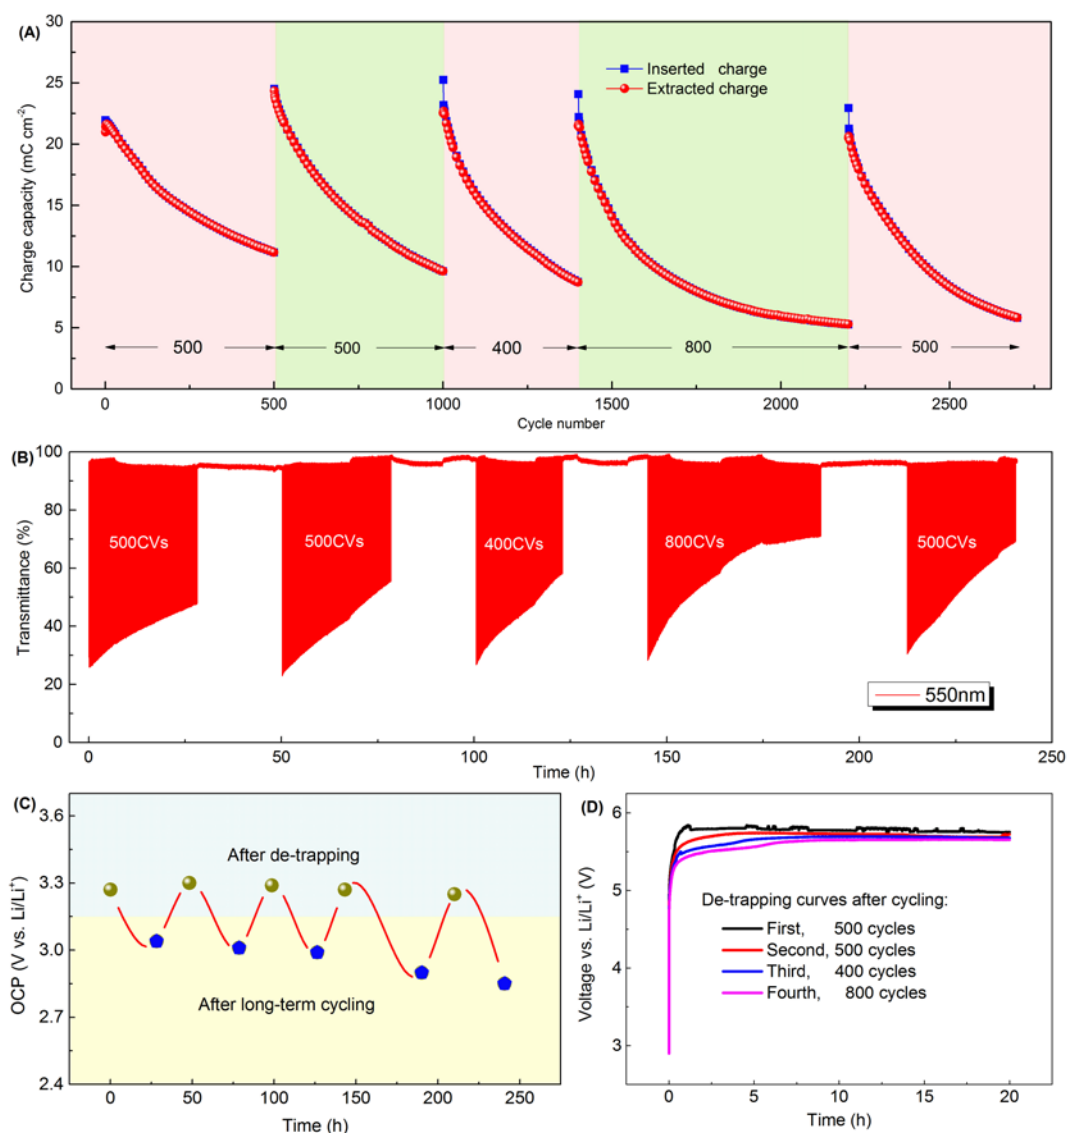 (A)
30
25
20
15
10
5
0
Charge capacity (mC cm⁻²)
Inserted charge
Extracted charge
500
500
400
800
500
0
500
1000
1500
2000
2500
Cycle number
(B)
100
80
60
40
20
0
Transmittance (%)
500CVs
500CVs
400CVs
800CVs
500CVs
550nm
0
50
100
150
200
250
Time (h)
(C)
3.6
3.3
3.0
2.7
2.4
OCP (V vs. Li/Li⁺)
After de-trapping
After long-term cycling
0
50
100
150
200
250
Time (h)
(D)
6
5
4
3
Voltage vs. Li/Li⁺ (V)
De-trapping curves after cycling:
First, 500 cycles
Second, 500 cycles
Third, 400 cycles
Fourth, 800 cycles
0
5
10
15
20
Time (h)